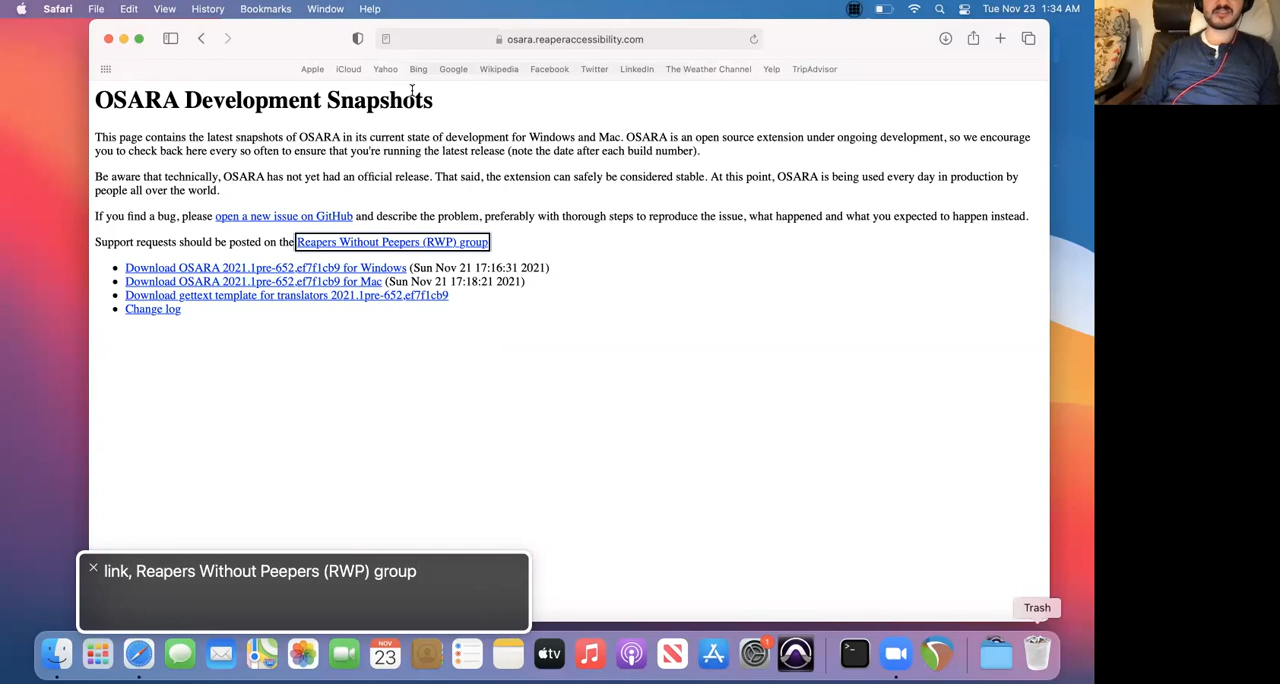 Safari File Edit View History Bookmarks Window Help Tue Nov 23 1:34 AM
osara.reaperaccessibility.com
Apple iCloud Yahoo Bing Google Wikipedia Facebook Twitter LinkedIn The Weather Channel Yelp TripAdvisor
OSARA Development Snapshots
This page contains the latest snapshots of OSARA in its current state of development for Windows and Mac. OSARA is an open source extension under ongoing development, so we encourage
you to check back here every so often to ensure that you're running the latest release (note the date after each build number).
Be aware that technically, OSARA has not yet had an official release. That said, the extension can safely be considered stable. At this point, OSARA is being used every day in production by
people all over the world.
If you find a bug, please open a new issue on GitHub and describe the problem, preferably with thorough steps to reproduce the issue, what happened and what you expected to happen instead.
Support requests should be posted on the Reapers Without Peepers (RWP) group
• Download OSARA 2021.1pre-652,ef7f1cb9 for Windows (Sun Nov 21 17:16:31 2021)
• Download OSARA 2021.1pre-652,ef7f1cb9 for Mac (Sun Nov 21 17:18:21 2021)
• Download gettext template for translators 2021.1pre-652,ef7f1cb9
• Change log
link, Reapers Without Peepers (RWP) group
Trash
NOV
23
tv
1